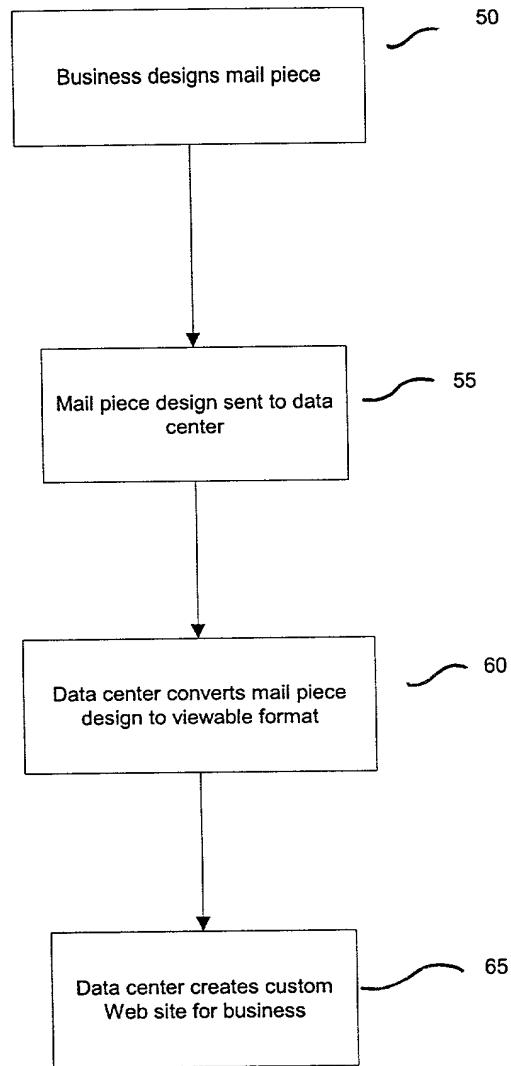 50
Business designs mail piece
55
Mail piece design sent to data
center
60
Data center converts mail piece
design to viewable format
65
Data center creates custom
Web site for business